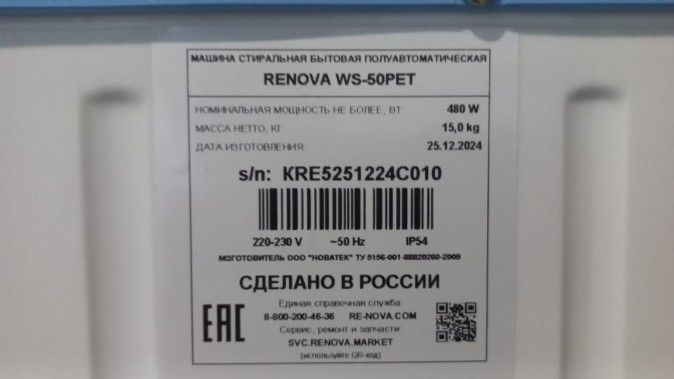 МАШИНА СТИРАЛЬНАЯ БЫТОВАЯ ПОЛУАВТОМАТИЧЕСКАЯ
RENOVA WS-50PET
НОМИНАЛЬНАЯ МОЩНОСТЬ НЕ БОЛЕЕ, ВТ 480 W
МАССА НЕТТО, КГ 15,0 kg
ДАТА ИЗГОТОВЛЕНИЯ 25.12.2024
s/n: KRE5251224C010
220-230 V ~50 Hz IP54
ИЗГОТОВИТЕЛЬ ООО "НОВАТЕК" ТУ 5156-001-88820260-2009
СДЕЛАНО В РОССИИ
EAC
Единая справочная служба
8-800-200-46-36 RE-NOVA.COM
Сервис, ремонт и запчасти:
SVC.RENOVA.MARKET
(используйте QR-код)